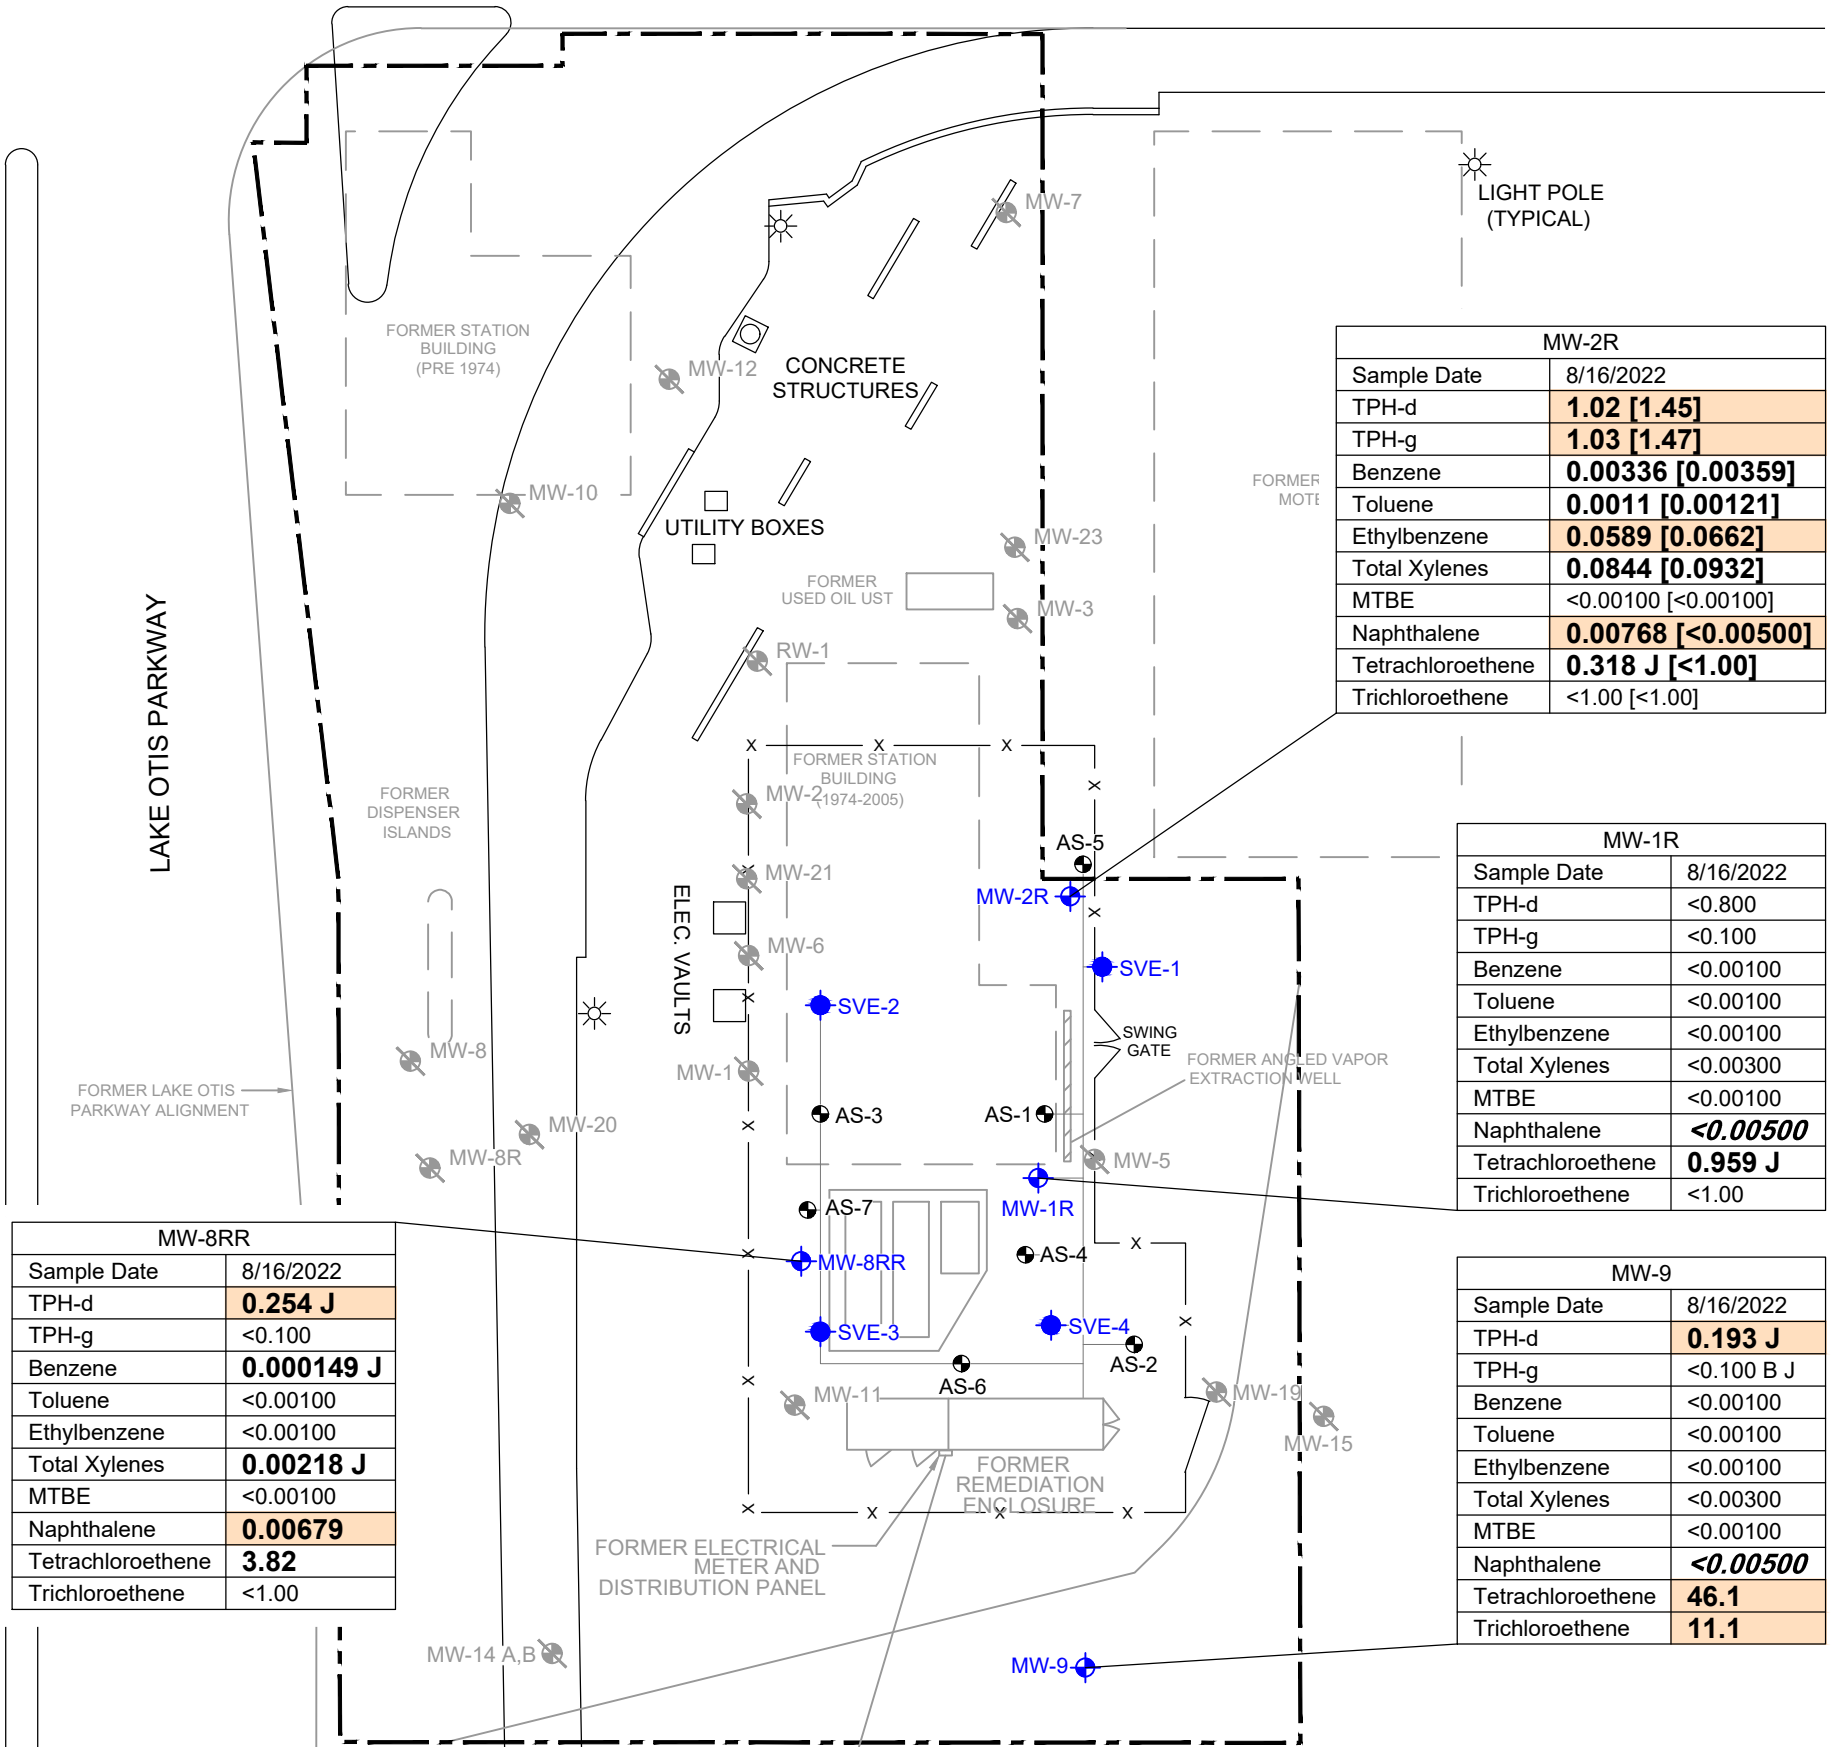 MW-7
LIGHT POLE
(TYPICAL)
FORMER STATION
BUILDING
(PRE 1974)
MW-12
CONCRETE
STRUCTURES
MW-10
UTILITY BOXES
FORMER
MW-23
FORMER
USED OIL UST
MW-3
RW-1
LAKE OTIS PARKWAY
MW-2R
Sample Date 8/16/2022
TPH-d 1.02 [1.45]
TPH-g 1.03 [1.47]
Benzene 0.00336 [0.00359]
Toluene 0.0011 [0.00121]
Ethylbenzene 0.0589 [0.0662]
Total Xylenes 0.0844 [0.0932]
MTBE <0.00100 [<0.00100]
Naphthalene 0.00768 [<0.00500]
Tetrachloroethene 0.318 J [<1.00]
Trichloroethene <1.00 [<1.00]
X X X
FORMER STATION
BUILDING
(1974-2005)
MW-2
FORMER
DISPENSER
ISLANDS
X
AS-5
X
MW-21
MW-2R
X
ELEC. VAULTS
MW-6
SVE-1
X
SVE-2
SWING
GATE
MW-8
MW-1
FORMER ANGLED VAPOR
EXTRACTION WELL
FORMER LAKE OTIS
PARKWAY ALIGNMENT
AS-3
AS-1
X
MW-20
MW-8R
MW-5
MW-1R
Sample Date 8/16/2022
TPH-d <0.800
TPH-g <0.100
Benzene <0.00100
Toluene <0.00100
Ethylbenzene <0.00100
Total Xylenes <0.00300
MTBE <0.00100
Naphthalene <0.00500
Tetrachloroethene 0.959 J
Trichloroethene <1.00
AS-7
MW-1R
X
X
AS-4
MW-8RR
MW-8RR
Sample Date 8/16/2022
TPH-d 0.254 J
TPH-g <0.100
Benzene 0.000149 J
Toluene <0.00100
Ethylbenzene <0.00100
Total Xylenes 0.00218 J
MTBE <0.00100
Naphthalene 0.00679
Tetrachloroethene 3.82
Trichloroethene <1.00
SVE-3
SVE-4
X
AS-2
X
AS-6
MW-11
MW-19
MW-15
FORMER
REMEDIATION
ENCLOSURE
X X X X
FORMER ELECTRICAL
METER AND
DISTRIBUTION PANEL
MW-9
Sample Date 8/16/2022
TPH-d 0.193 J
TPH-g <0.100 B J
Benzene <0.00100
Toluene <0.00100
Ethylbenzene <0.00100
Total Xylenes <0.00300
MTBE <0.00100
Naphthalene <0.00500
Tetrachloroethene 46.1
Trichloroethene 11.1
MW-14 A,B
MW-9